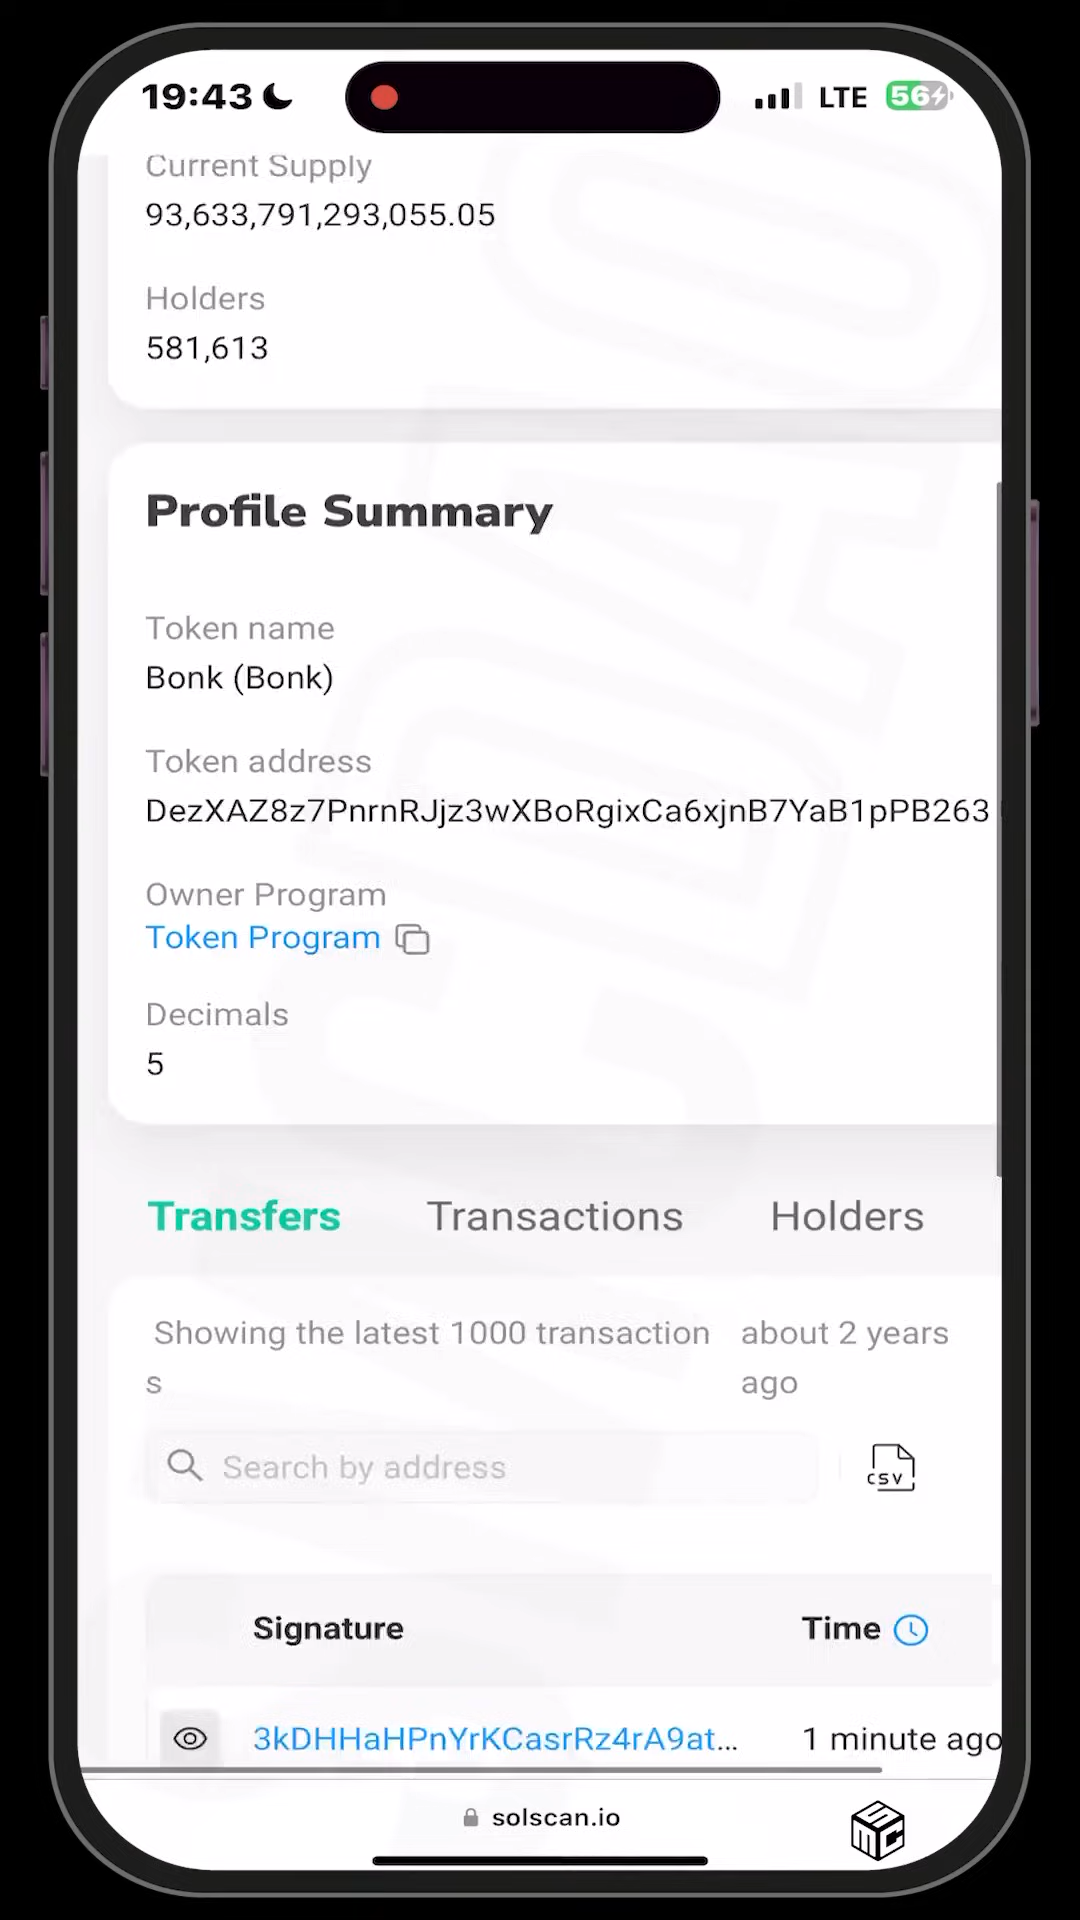 19:43 LTE 56
Current Supply
93,633,791,293,055.05
Holders
581,613
Profile Summary
Token name
Bonk (Bonk)
Token address
DezXAZ8z7PnrnRJjz3wXBoRgixCa6xjnB7YaB1pPB263
Owner Program
Token Program
Decimals
5
Transfers Transactions Holders
Showing the latest 1000 transaction about 2 years
s ago
Search by address CSV
Signature Time
3kDHHaHPnYrKCasrRz4rA9at... 1 minute ago
solscan.io